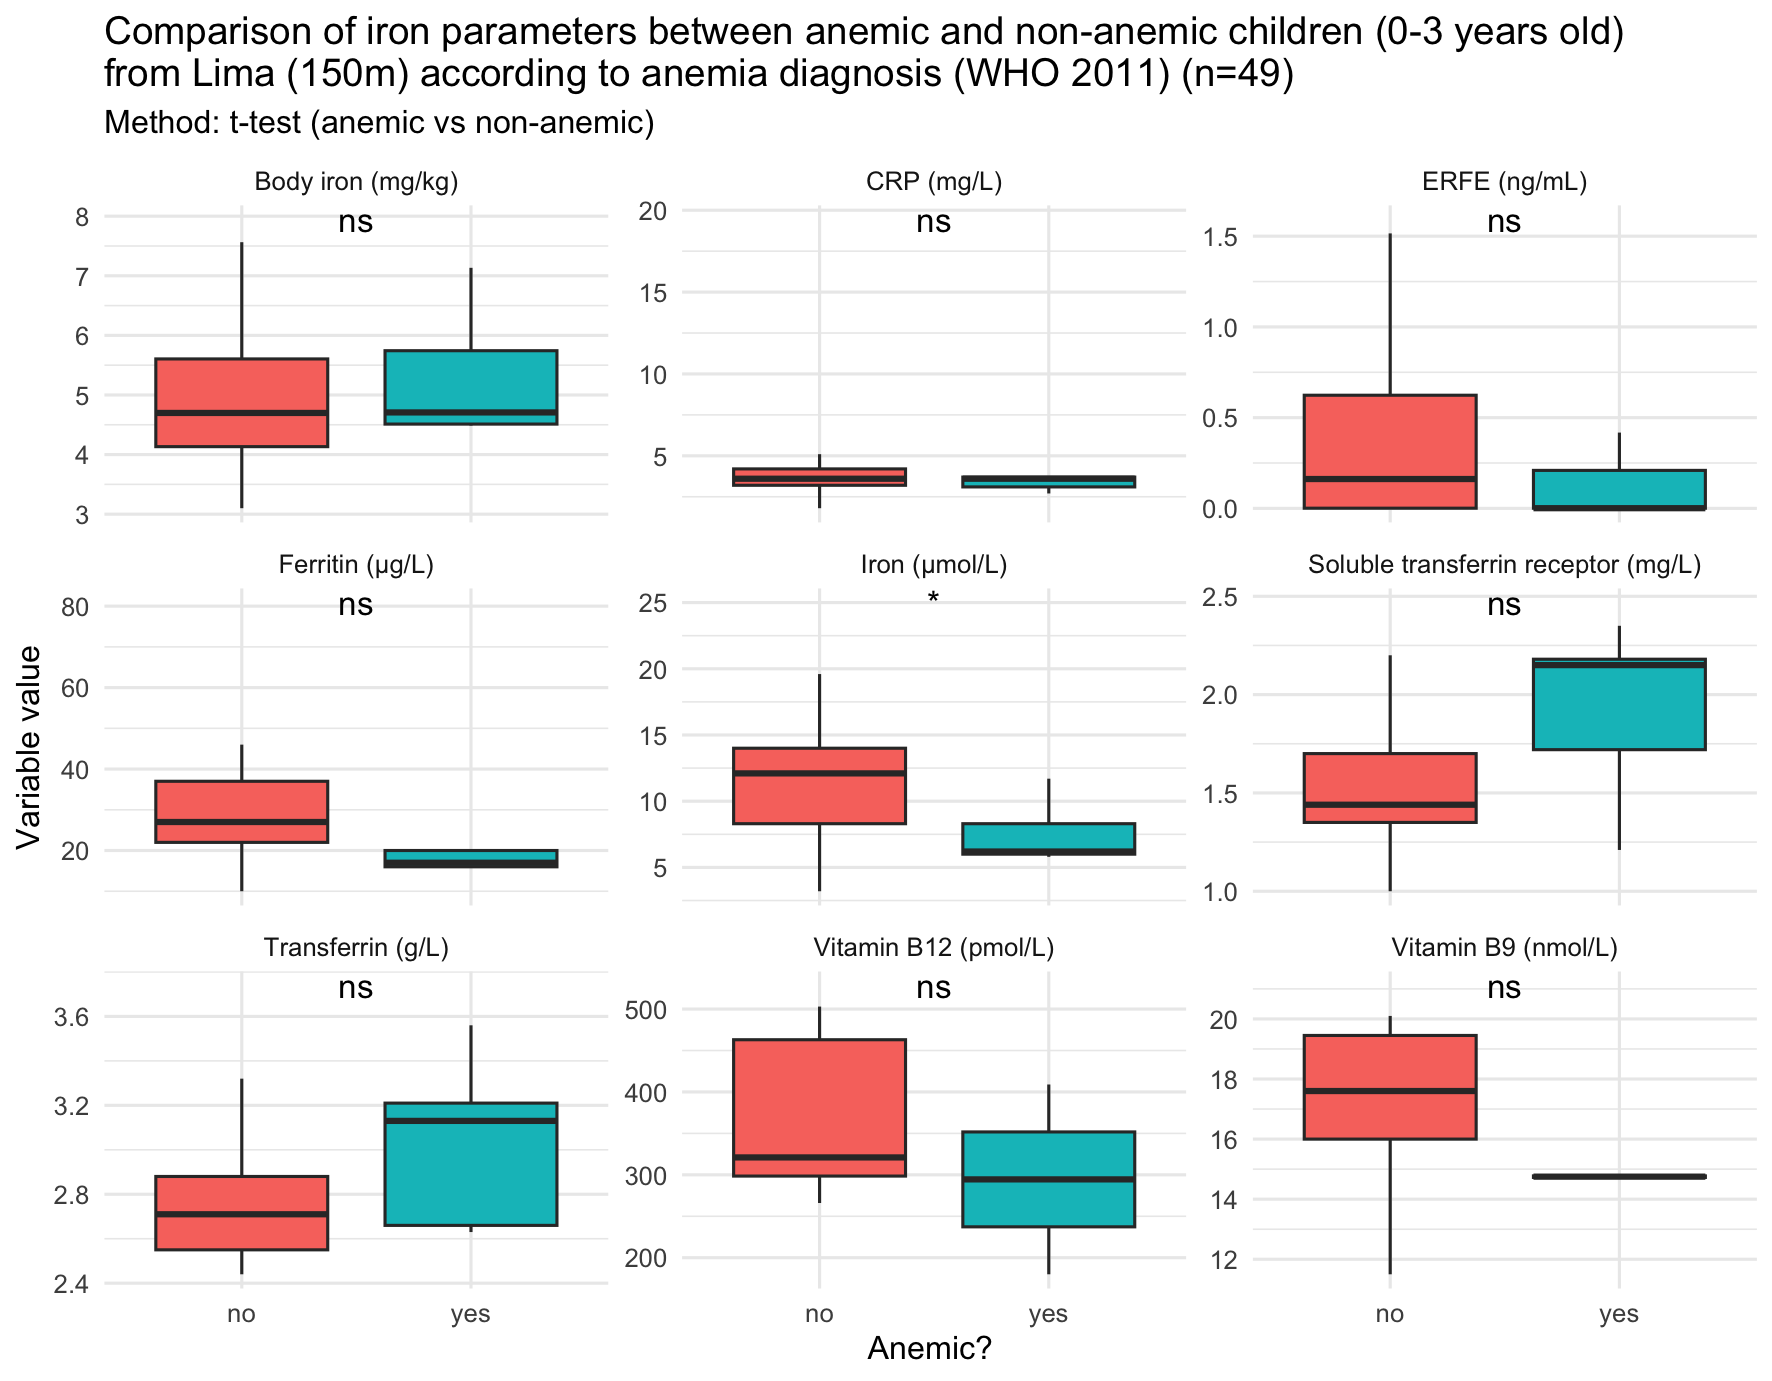 Comparison of iron parameters between anemic and non-anemic children (0-3 years old)
from Lima (150m) according to anemia diagnosis (WHO 2011) (n=49)
Method: t-test (anemic vs non-anemic)
Variable value
Body iron (mg/kg)
ns
8
7
6
5
4
3
CRP (mg/L)
ns
20
15
10
5
ERFE (ng/mL)
ns
1.5
1.0
0.5
0.0
Ferritin (µg/L)
ns
80
60
40
20
Iron (µmol/L)
*
25
20
15
10
5
Soluble transferrin receptor (mg/L)
ns
2.5
2.0
1.5
1.0
Transferrin (g/L)
ns
3.6
3.2
2.8
2.4
no yes
Vitamin B12 (pmol/L)
ns
500
400
300
200
no yes
Vitamin B9 (nmol/L)
ns
20
18
16
14
12
no yes
Anemic?